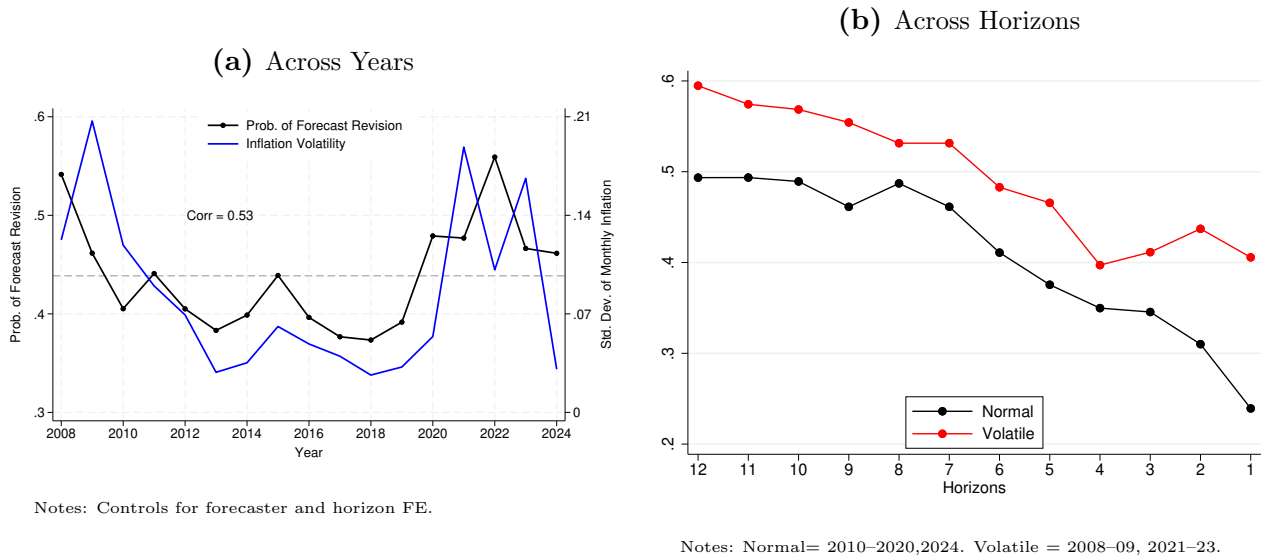 (a) Across Years
.6
.5
.4
.3
Prob. of Forecast Revision
.21
.14
.07
0
Std. Dev. of Monthly Inflation
Prob. of Forecast Revision
Inflation Volatility
Corr = 0.53
2008 2010 2012 2014 2016 2018 2020 2022 2024
Year
Notes: Controls for forecaster and horizon FE.
(b) Across Horizons
.6
.5
.4
.3
.2
Normal
Volatile
12 11 10 9 8 7 6 5 4 3 2 1
Horizons
Notes: Normal= 2010–2020,2024. Volatile = 2008–09, 2021–23.